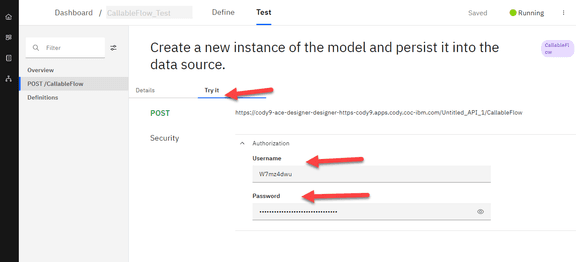 Dashboard / CallableFlow_Test
Define
Test
Saved
Running
Filter
Overview
POST /CallableFlow
Definitions
Create a new instance of the model and persist it into the
data source.
CallableFl
ow
Details
Try it
POST
https://cody9-ace-designer-designer-https-cody9.apps.cody.coc-ibm.com/Untitled_API_1/CallableFlow
Security
Authorization
Username
W7mz4dwu
Password
••••••••••••••••••••••••••••••••